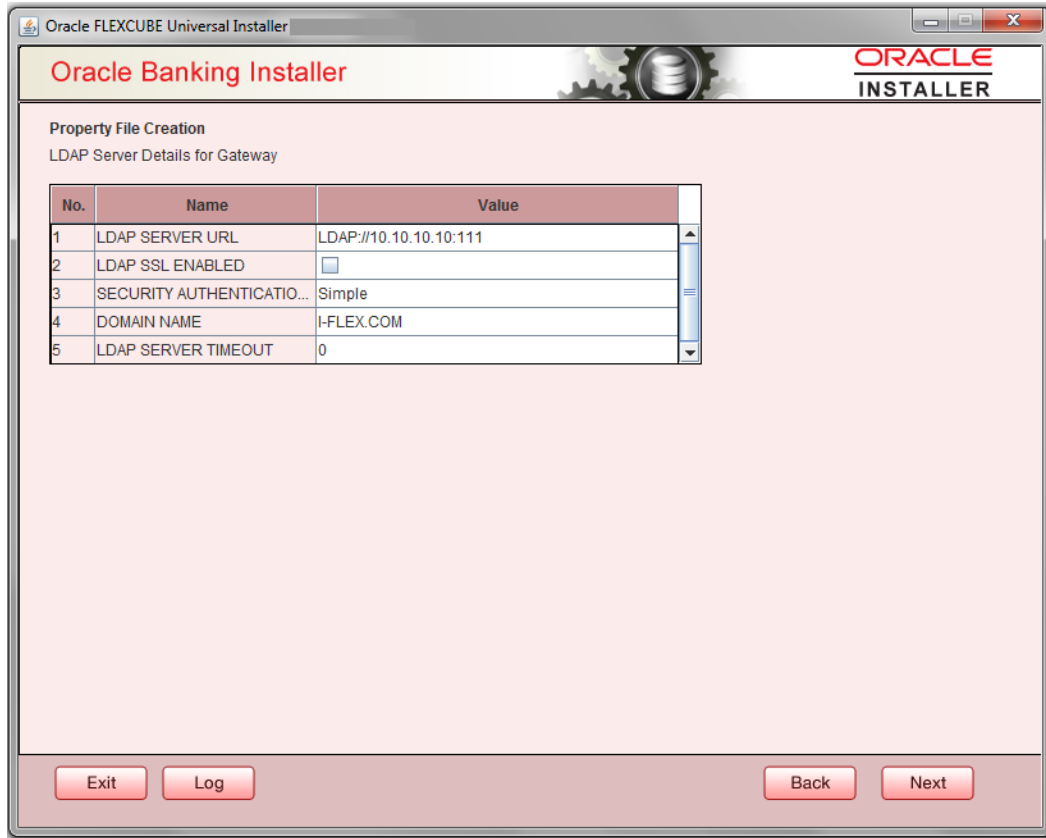 Oracle FLEXCUBE Universal Installer
Oracle Banking Installer
ORACLE
INSTALLER
Property File Creation
LDAP Server Details for Gateway
No. Name Value
1 LDAP SERVER URL LDAP://10.10.10.10:111
2 LDAP SSL ENABLED
3 SECURITY AUTHENTICATIO... Simple
4 DOMAIN NAME I-FLEX.COM
5 LDAP SERVER TIMEOUT 0
Exit Log Back Next